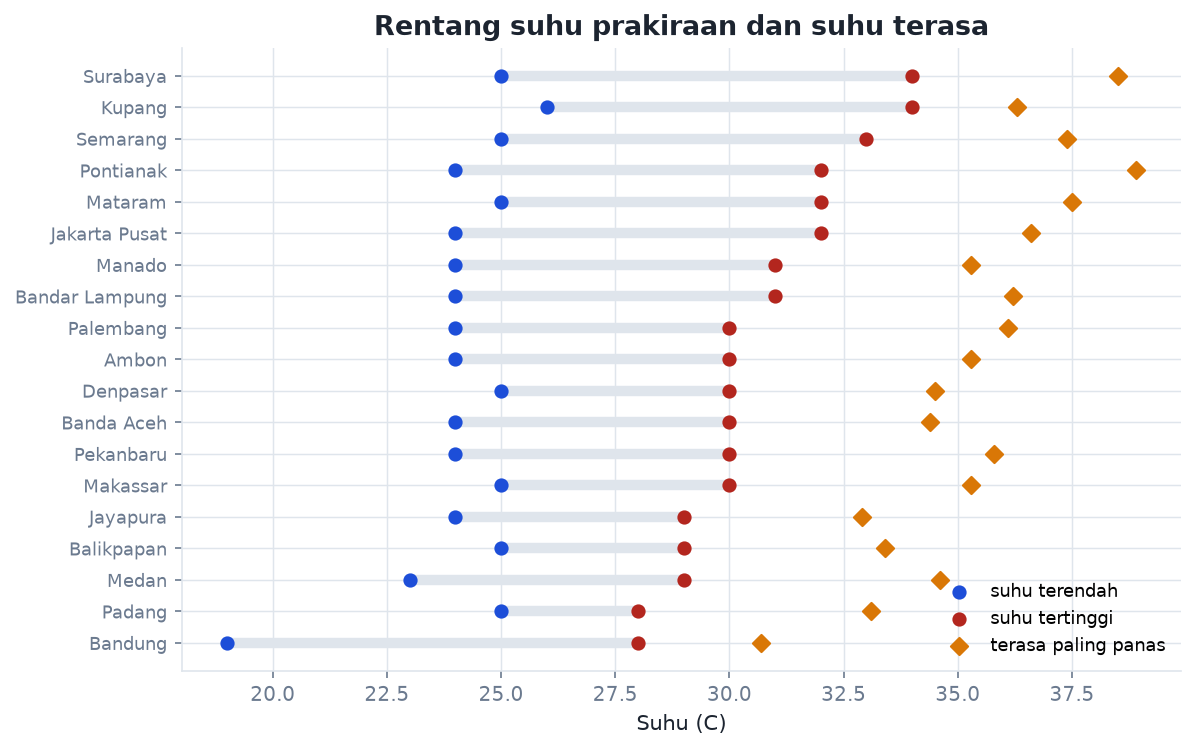 Rentang suhu prakiraan dan suhu terasa
Surabaya
Kupang
Semarang
Pontianak
Mataram
Jakarta Pusat
Manado
Bandar Lampung
Palembang
Ambon
Denpasar
Banda Aceh
Pekanbaru
Makassar
Jayapura
Balikpapan
Medan
Padang
Bandung
suhu terendah
suhu tertinggi
terasa paling panas
20.0 22.5 25.0 27.5 30.0 32.5 35.0 37.5
Suhu (C)